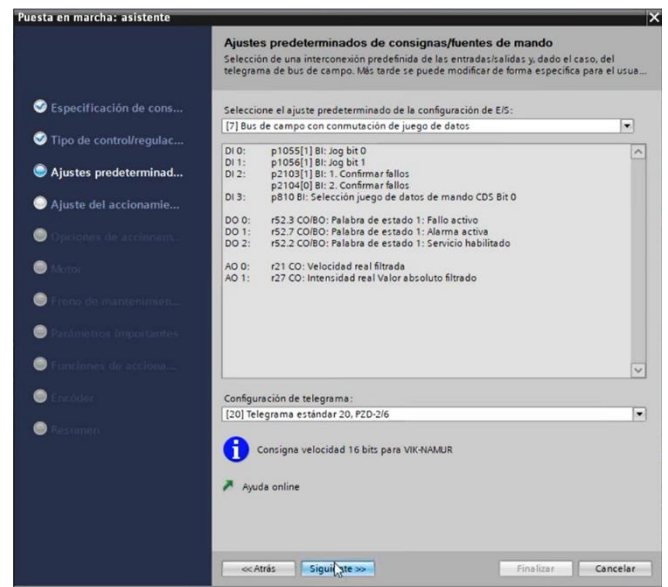 Puesta en marcha: asistente
Ajustes predeterminados de consignas/fuentes de mando
Selección de una interconexión predefinida de las entradas/salidas y, dado el caso, del
telegrama de bus de campo. Más tarde se puede modificar de forma específica para el usua...
Especificación de cons...
Tipo de control/regulac...
Ajustes predeterminad...
Ajuste del accionamie...
Opciones de accionam...
Motor
Freno de mantenimien...
Parámetros importantes
Funciones de acciona...
Encóder
Resumen
Seleccione el ajuste predeterminado de la configuración de E/S:
[7] Bus de campo con conmutación de juego de datos
DI 0: p1055[1] BI: Jog bit 0
DI 1: p1056[1] BI: Jog bit 1
DI 2: p2103[1] BI: 1. Confirmar fallos
p2104[0] BI: 2. Confirmar fallos
DI 3: p810 BI: Selección juego de datos de mando CDS Bit 0
DO 0: r52.3 CO/BO: Palabra de estado 1: Fallo activo
DO 1: r52.7 CO/BO: Palabra de estado 1: Alarma activa
DO 2: r52.2 CO/BO: Palabra de estado 1: Servicio habilitado
AO 0: r21 CO: Velocidad real filtrada
AO 1: r27 CO: Intensidad real Valor absoluto filtrado
Configuración de telegrama:
[20] Telegrama estándar 20, PZD-2/6
Consigna velocidad 16 bits para VIK-NAMUR
Ayuda online
<< Atrás
Siguiente >>
Finalizar
Cancelar